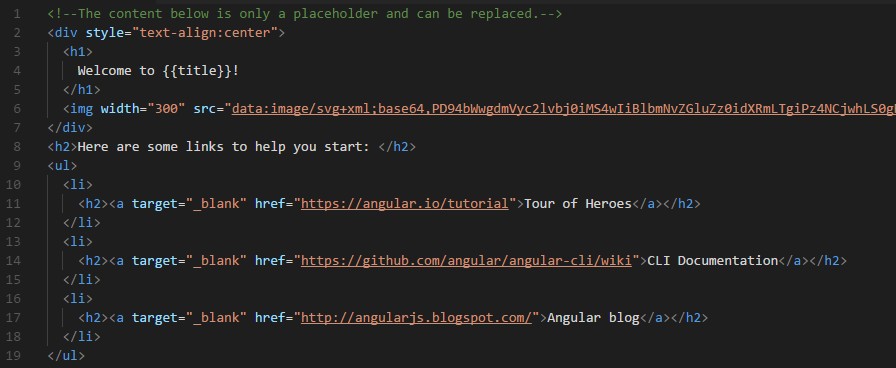 1 <!--The content below is only a placeholder and can be replaced.-->
2 <div style="text-align:center">
3   <h1>
4     Welcome to {{title}}!
5   </h1>
6   <img width="300" src="data:image/svg+xml;base64,PD94bWwgdmVyc2lvbj0iMS4wIiBlbmNvZGluZz0idXRmLTgiPz4NCjwhLS0g
7 </div>
8 <h2>Here are some links to help you start: </h2>
9 <ul>
10   <li>
11     <h2><a target="_blank" href="https://angular.io/tutorial">Tour of Heroes</a></h2>
12   </li>
13   <li>
14     <h2><a target="_blank" href="https://github.com/angular/angular-cli/wiki">CLI Documentation</a></h2>
15   </li>
16   <li>
17     <h2><a target="_blank" href="http://angularjs.blogspot.com/">Angular blog</a></h2>
18   </li>
19 </ul>